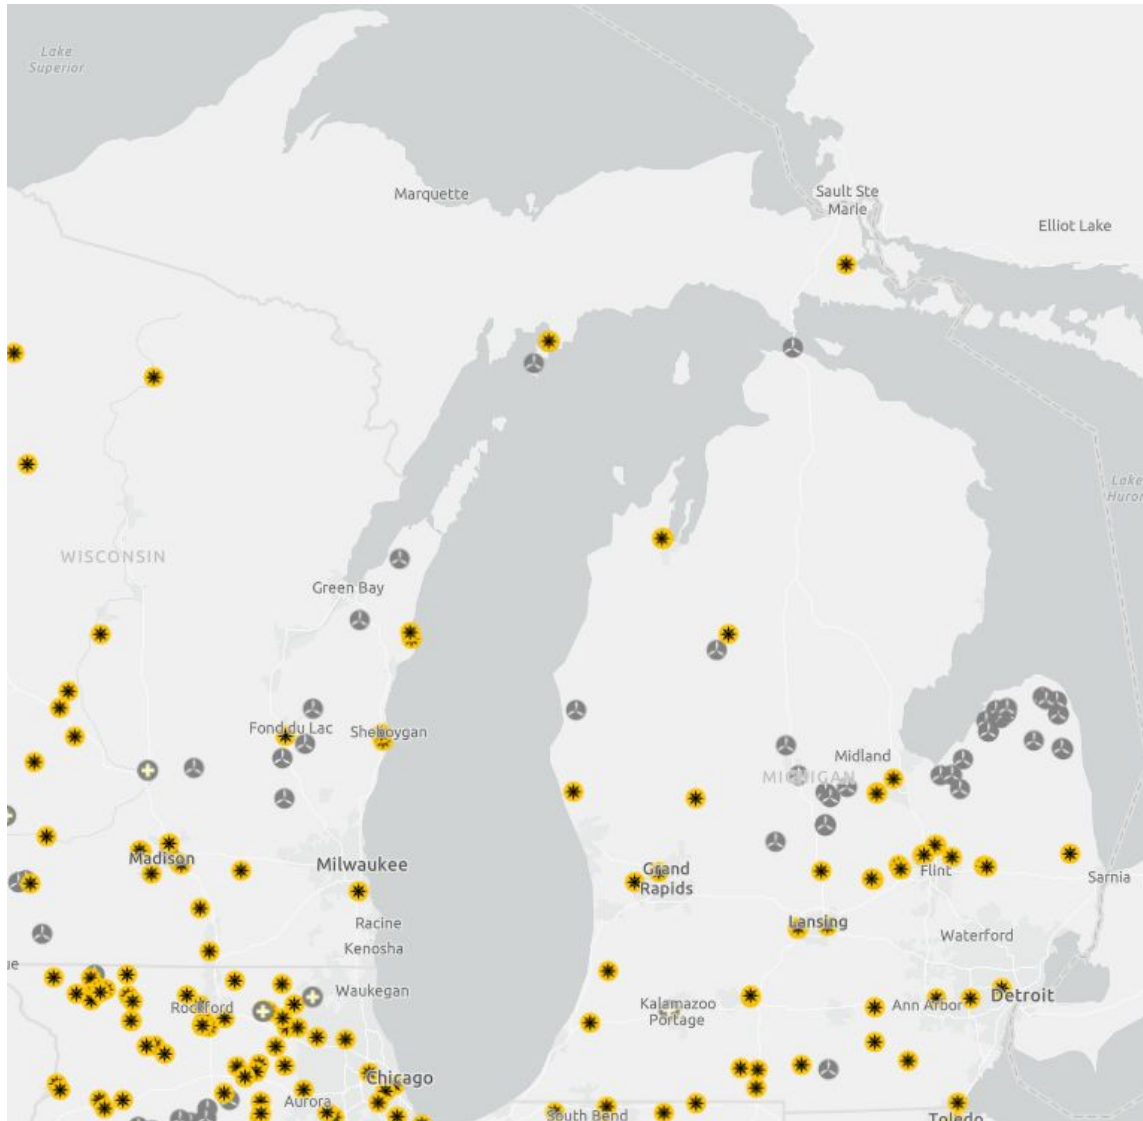 Lake
Superior
Marquette
Sault Ste
Marie
Elliot Lake
Lake
Huron
WISCONSIN
Green Bay
Fond du Lac
Sheboygan
Midland
MICHIGAN
Madison
Milwaukee
Grand
Rapids
Flint
Sarnia
Racine
Lansing
Waterford
Kenosha
ue
Waukegan
Rockford
Kalamazoo
Portage
Ann Arbor
Detroit
Chicago
Aurora
South Bend
Toledo